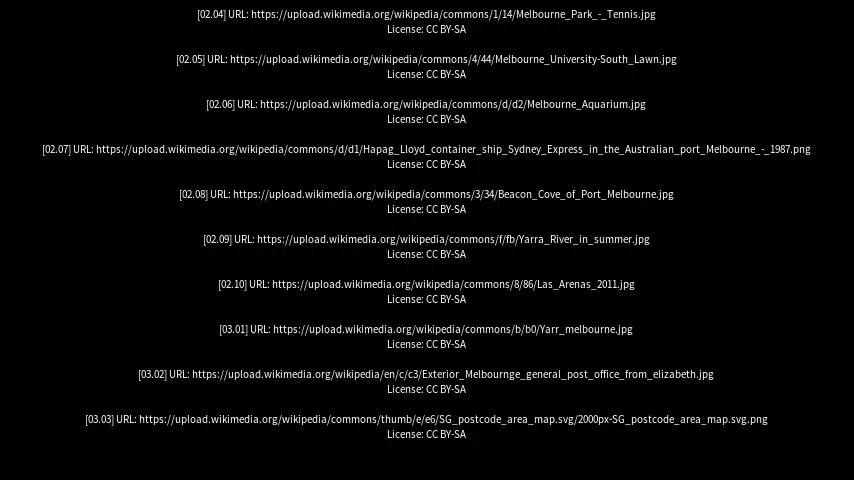 [02.04] URL: https://upload.wikimedia.org/wikipedia/commons/1/14/Melbourne_Park_-_Tennis.jpg
License: CC BY-SA
[02.05] URL: https://upload.wikimedia.org/wikipedia/commons/4/44/Melbourne_University-South_Lawn.jpg
License: CC BY-SA
[02.06] URL: https://upload.wikimedia.org/wikipedia/commons/d/d2/Melbourne_Aquarium.jpg
License: CC BY-SA
[02.07] URL: https://upload.wikimedia.org/wikipedia/commons/d/d1/Hapag_Lloyd_container_ship_Sydney_Express_in_the_Australian_port_Melbourne_-_1987.png
License: CC BY-SA
[02.08] URL: https://upload.wikimedia.org/wikipedia/commons/3/34/Beacon_Cove_of_Port_Melbourne.jpg
License: CC BY-SA
[02.09] URL: https://upload.wikimedia.org/wikipedia/commons/f/fb/Yarra_River_in_summer.jpg
License: CC BY-SA
[02.10] URL: https://upload.wikimedia.org/wikipedia/commons/8/86/Las_Arenas_2011.jpg
License: CC BY-SA
[03.01] URL: https://upload.wikimedia.org/wikipedia/commons/b/b0/Yarr_melbourne.jpg
License: CC BY-SA
[03.02] URL: https://upload.wikimedia.org/wikipedia/en/c/c3/Exterior_Melbournge_general_post_office_from_elizabeth.jpg
License: CC BY-SA
[03.03] URL: https://upload.wikimedia.org/wikipedia/commons/thumb/e/e6/SG_postcode_area_map.svg/2000px-SG_postcode_area_map.svg.png
License: CC BY-SA